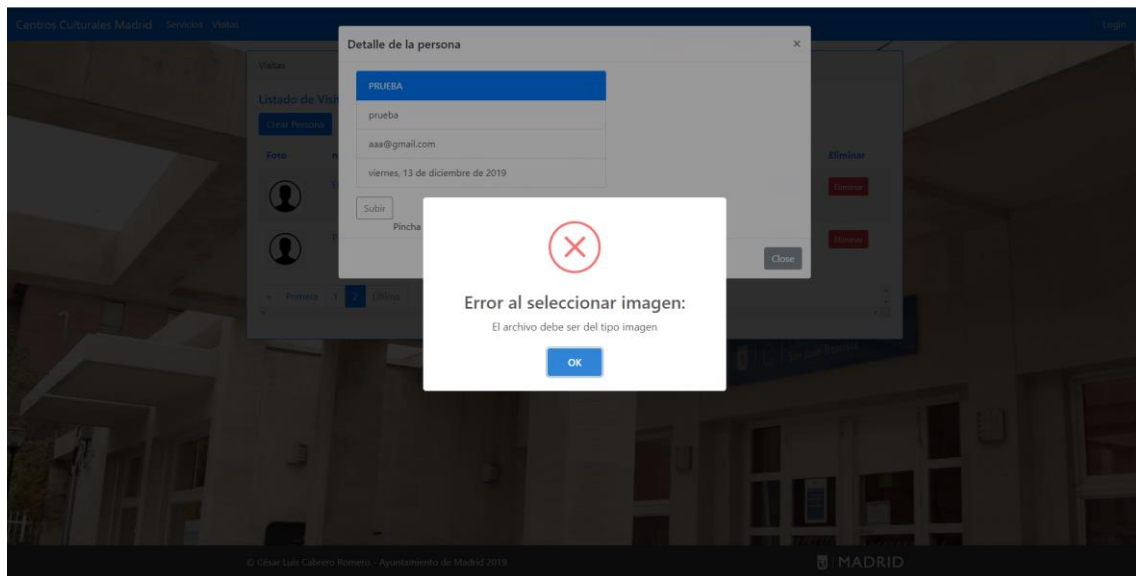 Centros Culturales Madrid Servicios Visitas
Login
Detalle de la persona ×
Visitas
PRUEBA
Listado de Visi
prueba
Crear Persona
aaa@gmail.com
Foto
Eliminar
viernes, 13 de diciembre de 2019
Eliminar
Subir
Pincha
Eliminar
Close
« Primera 1 2 Última
Error al seleccionar imagen:
El archivo debe ser del tipo imagen
OK
© César Luis Cabrero Romero - Ayuntamiento de Madrid 2019
MADRID